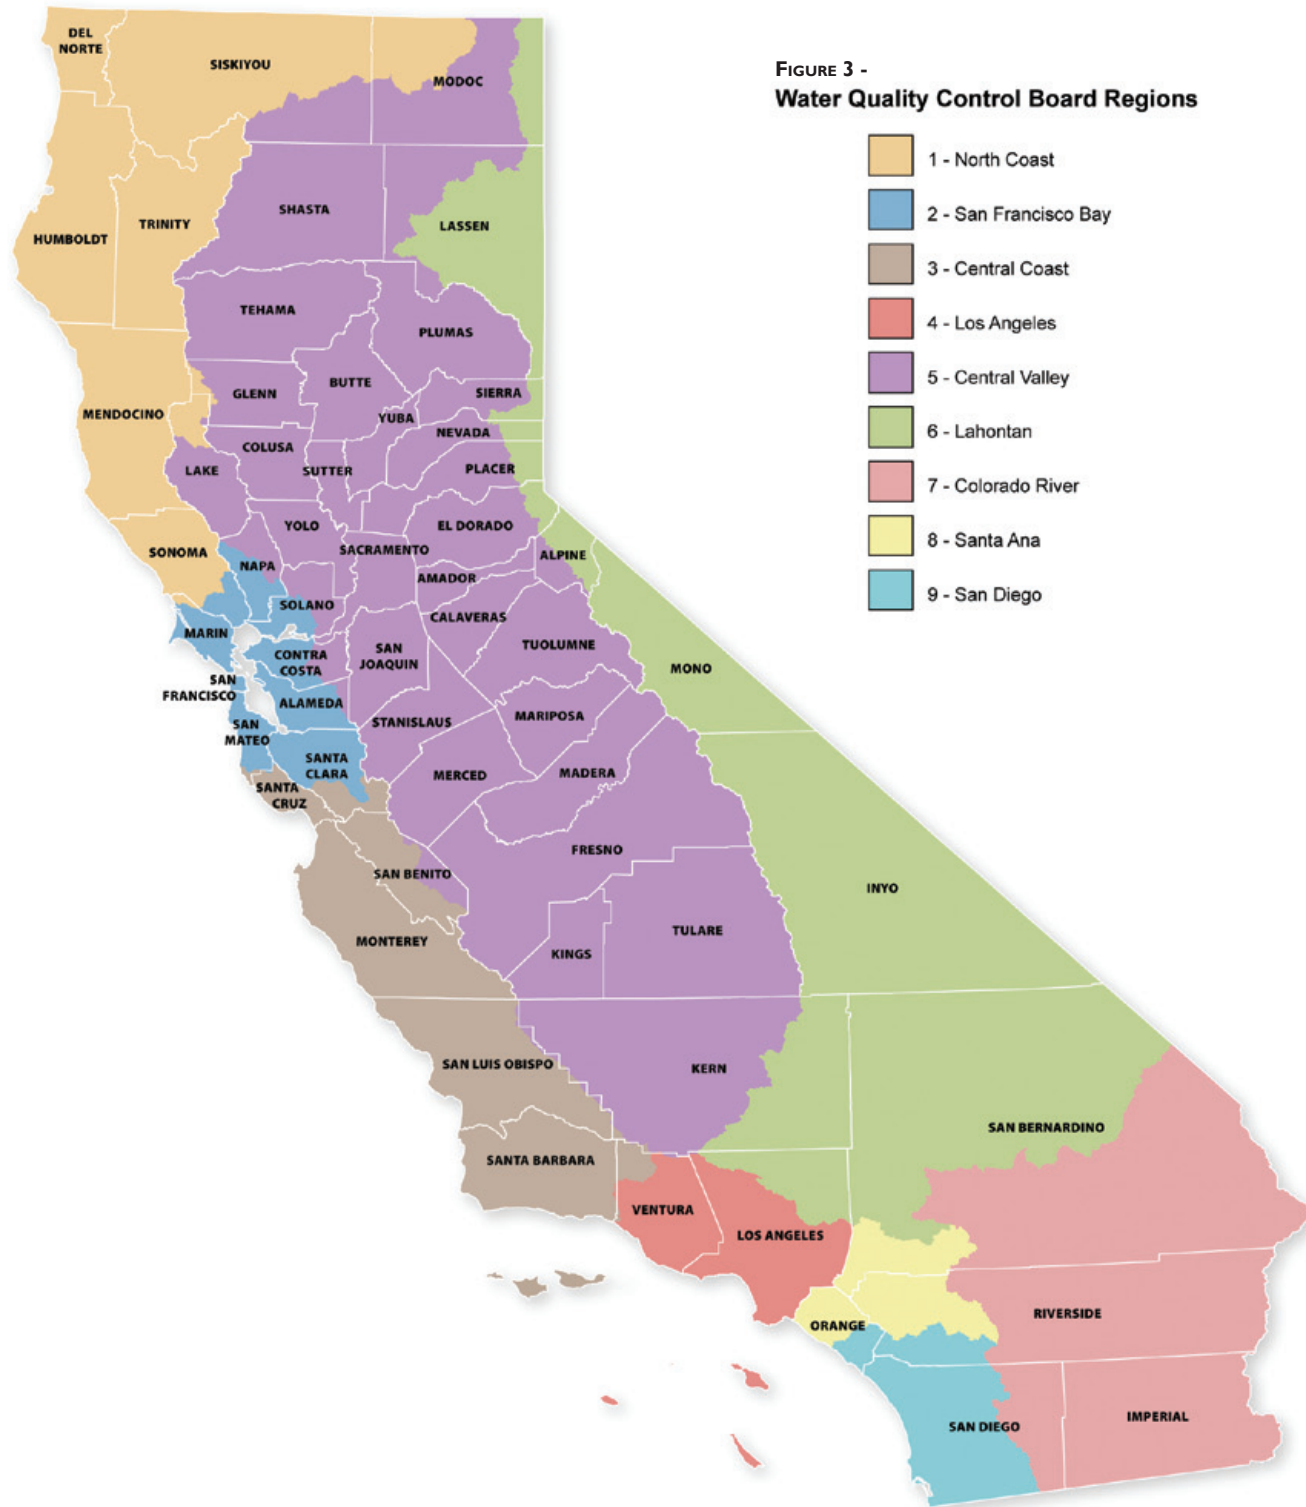 FIGURE 3 -
Water Quality Control Board Regions
1 - North Coast
2 - San Francisco Bay
3 - Central Coast
4 - Los Angeles
5 - Central Valley
6 - Lahontan
7 - Colorado River
8 - Santa Ana
9 - San Diego
DEL
NORTE
SISKIYOU
MODOC
SHASTA
LASSEN
TRINITY
HUMBOLDT
TEHAMA
PLUMAS
BUTTE
GLENN
SIERRA
MENDOCINO
YUBA
NEVADA
COLUSA
LAKE
SUTTER
PLACER
YOLO
EL DORADO
SONOMA
SACRAMENTO
ALPINE
NAPA
AMADOR
SOLANO
CALAVERAS
MARIN
TUOLUMNE
SAN
JOAQUIN
CONTRA
COSTA
MONO
SAN
FRANCISCO
ALAMEDA
STANISLAUS
MARIPOSA
SAN
MATEO
SANTA
CLARA
MERCED
MADERA
SANTA
CRUZ
FRESNO
SAN BENITO
INYO
TULARE
MONTEREY
KINGS
SAN LUIS OBISPO
KERN
SAN BERNARDINO
SANTA BARBARA
VENTURA
LOS ANGELES
RIVERSIDE
ORANGE
IMPERIAL
SAN DIEGO